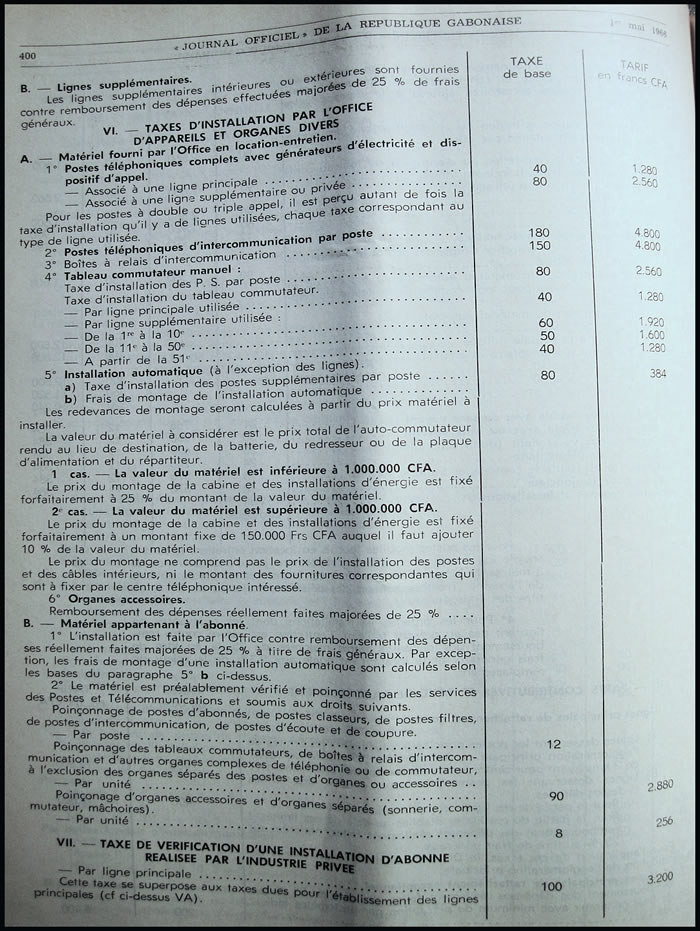 400
« JOURNAL OFFICIEL » DE LA REPUBLIQUE GABONAISE
1er mai 1966
TAXE
de base
TARIF
en francs CFA
B. — Lignes supplémentaires.
Les lignes supplémentaires intérieures ou extérieures sont fournies
contre remboursement des dépenses effectuées majorées de 25 % de frais
généraux.
VI. — TAXES D'INSTALLATION PAR L'OFFICE
D'APPAREILS ET ORGANES DIVERS
A. — Matériel fourni par l'Office en location-entretien.
1° Postes téléphoniques complets avec générateurs d'électricité et dis-
positif d'appel.
— Associé à une ligne principale .......................... 40 1.280
— Associé à une ligne supplémentaire ou privée .............. 80 2.560
Pour les postes à double ou triple appel, il est perçu autant de fois la
taxe d'installation qu'il y a de lignes utilisées, chaque taxe correspondant au
type de ligne utilisée.
2° Postes téléphoniques d'intercommunication par poste .......... 180 4.800
3° Boîtes à relais d'intercommunication .......................... 150 4.800
4° Tableau commutateur manuel :
Taxe d'installation des P. S. par poste ........................ 80 2.560
Taxe d'installation du tableau commutateur.
— Par ligne principale utilisée .......................... 40 1.280
— Par ligne supplémentaire utilisée :
— De la 1re à la 10e .......................... 60 1.920
— De la 11e à la 50e .......................... 50 1.600
— A partir de la 51e .......................... 40 1.280
5° Installation automatique (à l'exception des lignes).
a) Taxe d'installation des postes supplémentaires par poste ...... 80 384
b) Frais de montage de l'installation automatique ..............
Les redevances de montage seront calculées à partir du prix matériel à
installer.
La valeur du matériel à considérer est le prix total de l'auto-commutateur
rendu au lieu de destination, de la batterie, du redresseur ou de la plaque
d'alimentation et du répartiteur.
1 cas. — La valeur du matériel est inférieure à 1.000.000 CFA.
Le prix du montage de la cabine et des installations d'énergie est fixé
forfaitairement à 25 % du montant de la valeur du matériel.
2e cas. — La valeur du matériel est supérieure à 1.000.000 CFA.
Le prix du montage de la cabine et des installations d'énergie est fixé
forfaitairement à un montant fixe de 150.000 Frs CFA auquel il faut ajouter
10 % de la valeur du matériel.
Le prix du montage ne comprend pas le prix de l'installation des postes
et des câbles intérieurs, ni le montant des fournitures correspondantes qui
sont à fixer par le centre téléphonique intéressé.
6° Organes accessoires.
Remboursement des dépenses réellement faites majorées de 25 % ....
B. — Matériel appartenant à l'abonné.
1° L'installation est faite par l'Office contre remboursement des dépen-
ses réellement faites majorées de 25 % à titre de frais généraux. Par excep-
tion, les frais de montage d'une installation automatique sont calculés selon
les bases du paragraphe 5° b ci-dessus.
2° Le matériel est préalablement vérifié et poinçonné par les services
des Postes et Télécommunications et soumis aux droits suivants.
Poinçonnage de postes d'abonnés, de postes classeurs, de postes filtres,
de postes d'intercommunication, de postes d'écoute et de coupure.
— Par poste .......................... 12
Poinçonnage des tableaux commutateurs, de boîtes à relais d'intercom-
munication et d'autres organes complexes de téléphonie ou de commutateur,
à l'exclusion des organes séparés des postes et d'organes ou accessoires ..
— Par unité .......................... 90 2.880
Poinçonage d'organes accessoires et d'organes séparés (sonnerie, com-
mutateur, mâchoires).
— Par unité .......................... 8 256
VII. — TAXE DE VERIFICATION D'UNE INSTALLATION D'ABONNE
REALISEE PAR L'INDUSTRIE PRIVEE
— Par ligne principale .......................... 100 3.200
Cette taxe se superpose aux taxes dues pour l'établissement des lignes
principales (cf ci-dessus VA).